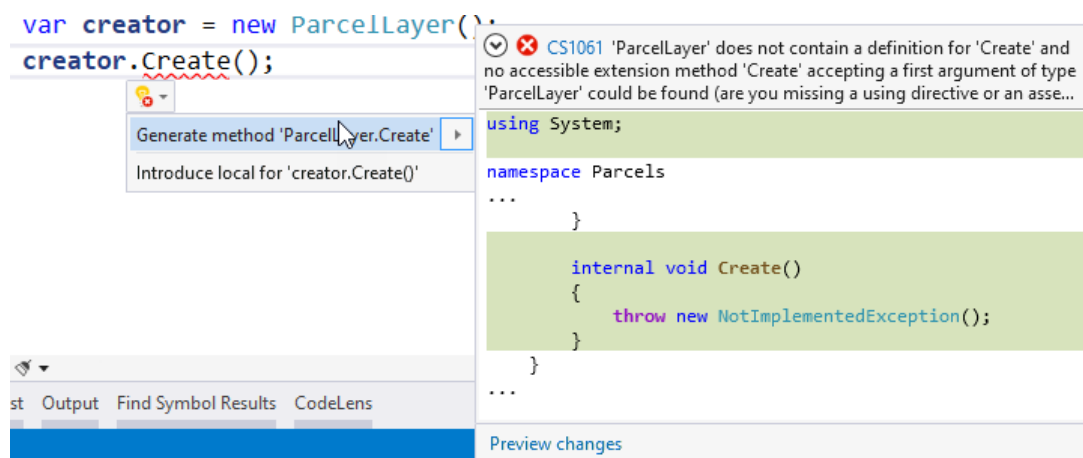 var creator = new ParcelLayer();
creator.Create();
Generate method 'ParcelLayer.Create'
Introduce local for 'creator.Create()'
CS1061 'ParcelLayer' does not contain a definition for 'Create' and
no accessible extension method 'Create' accepting a first argument of type
'ParcelLayer' could be found (are you missing a using directive or an asse...
using System;
namespace Parcels
...
}
internal void Create()
{
throw new NotImplementedException();
}
}
...
Preview changes
st Output Find Symbol Results CodeLens